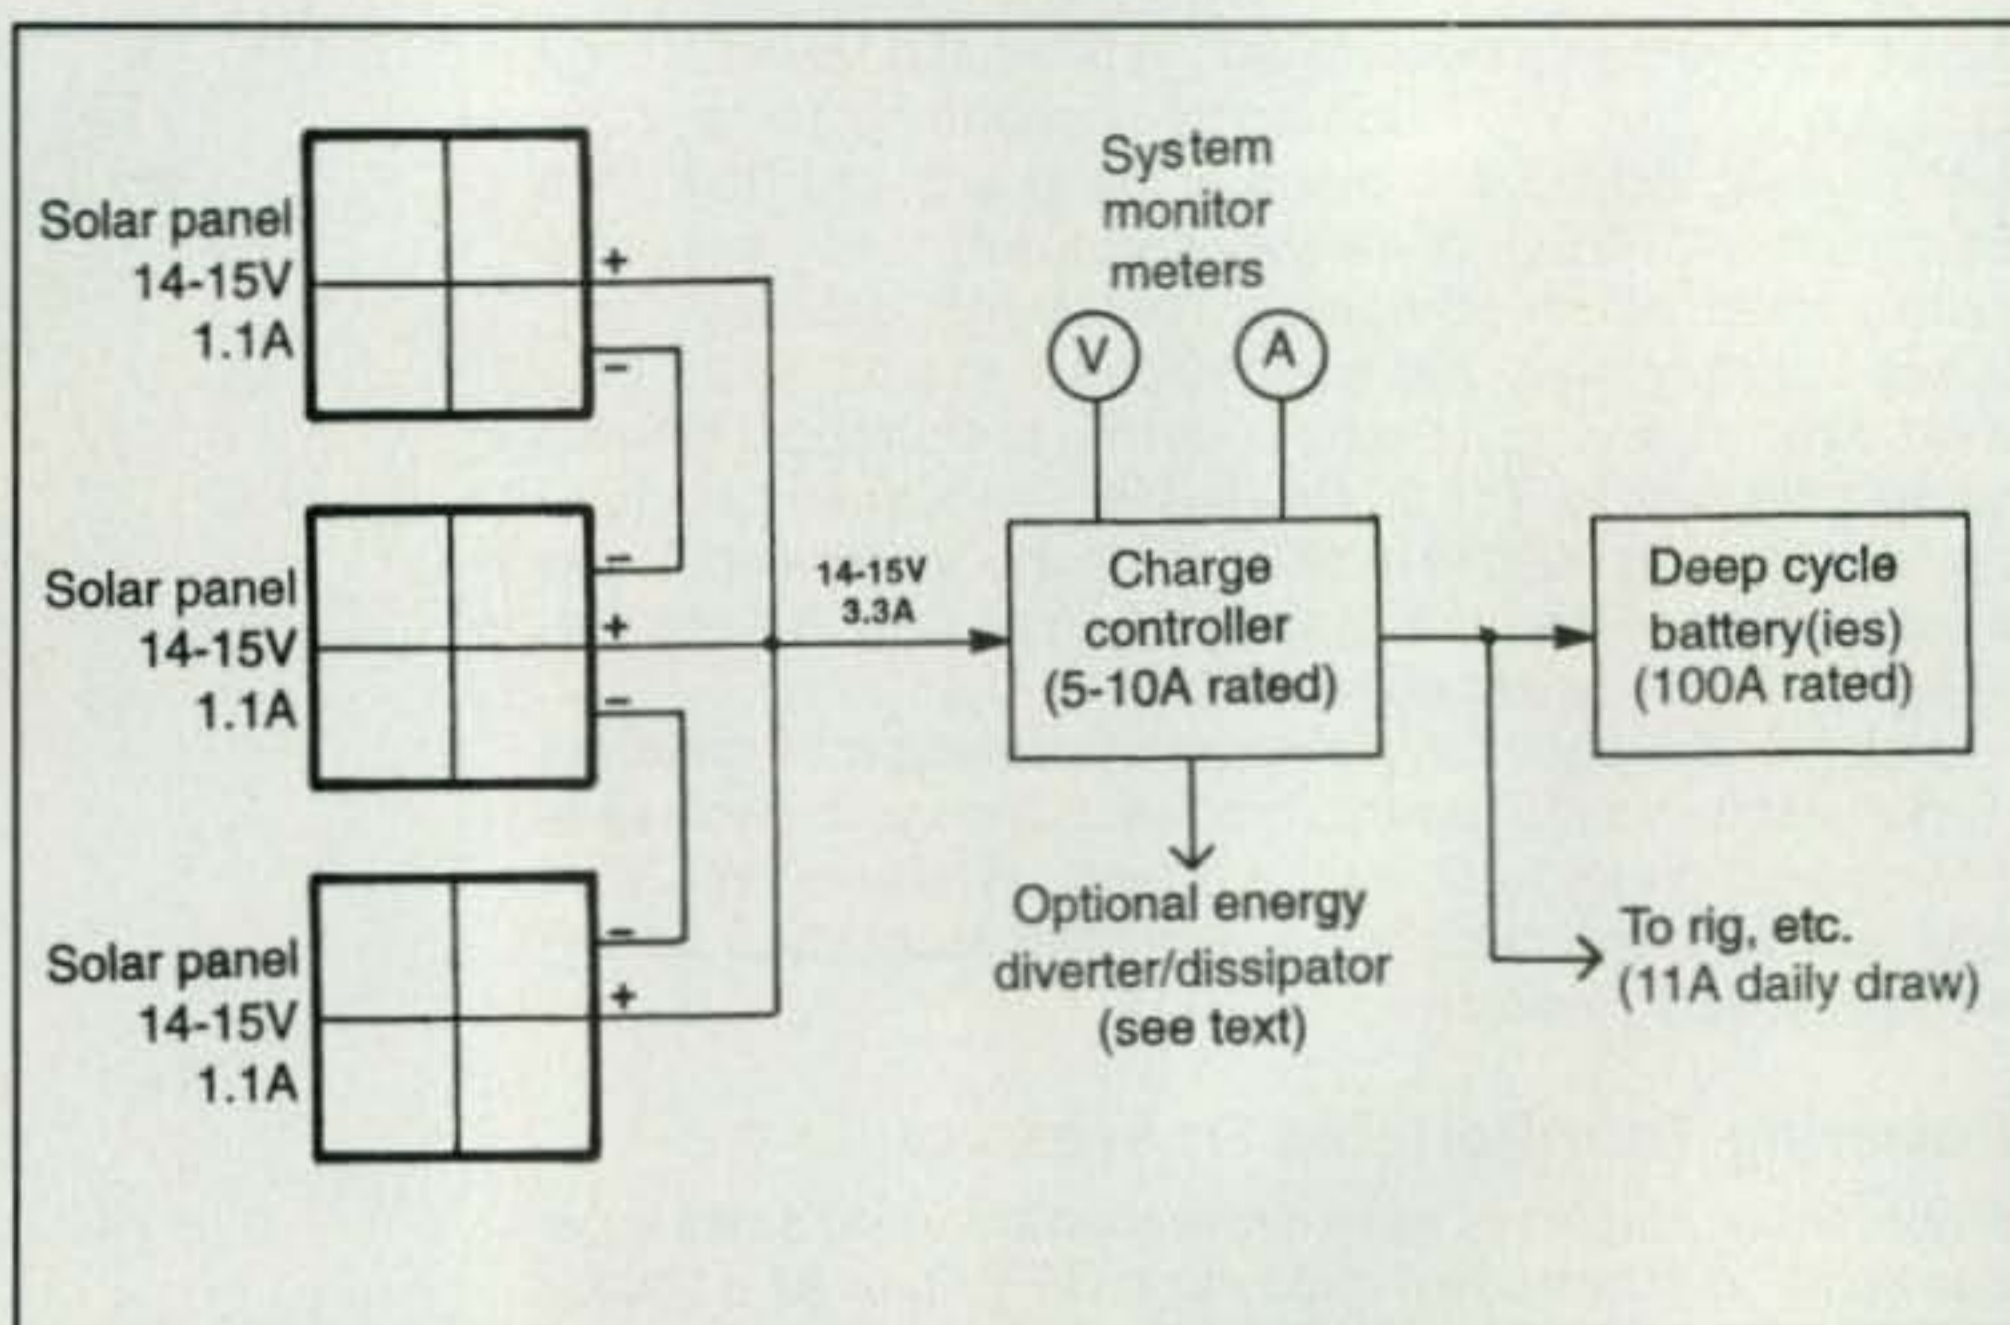 Solar panel
14-15V
1.1A
+
−
Solar panel
14-15V
1.1A
−
+
−
Solar panel
14-15V
1.1A
−
+
14-15V
3.3A
System
monitor
meters
V
A
Charge
controller
(5-10A rated)
Optional energy
diverter/dissipator
(see text)
Deep cycle
battery(ies)
(100A rated)
To rig, etc.
(11A daily draw)